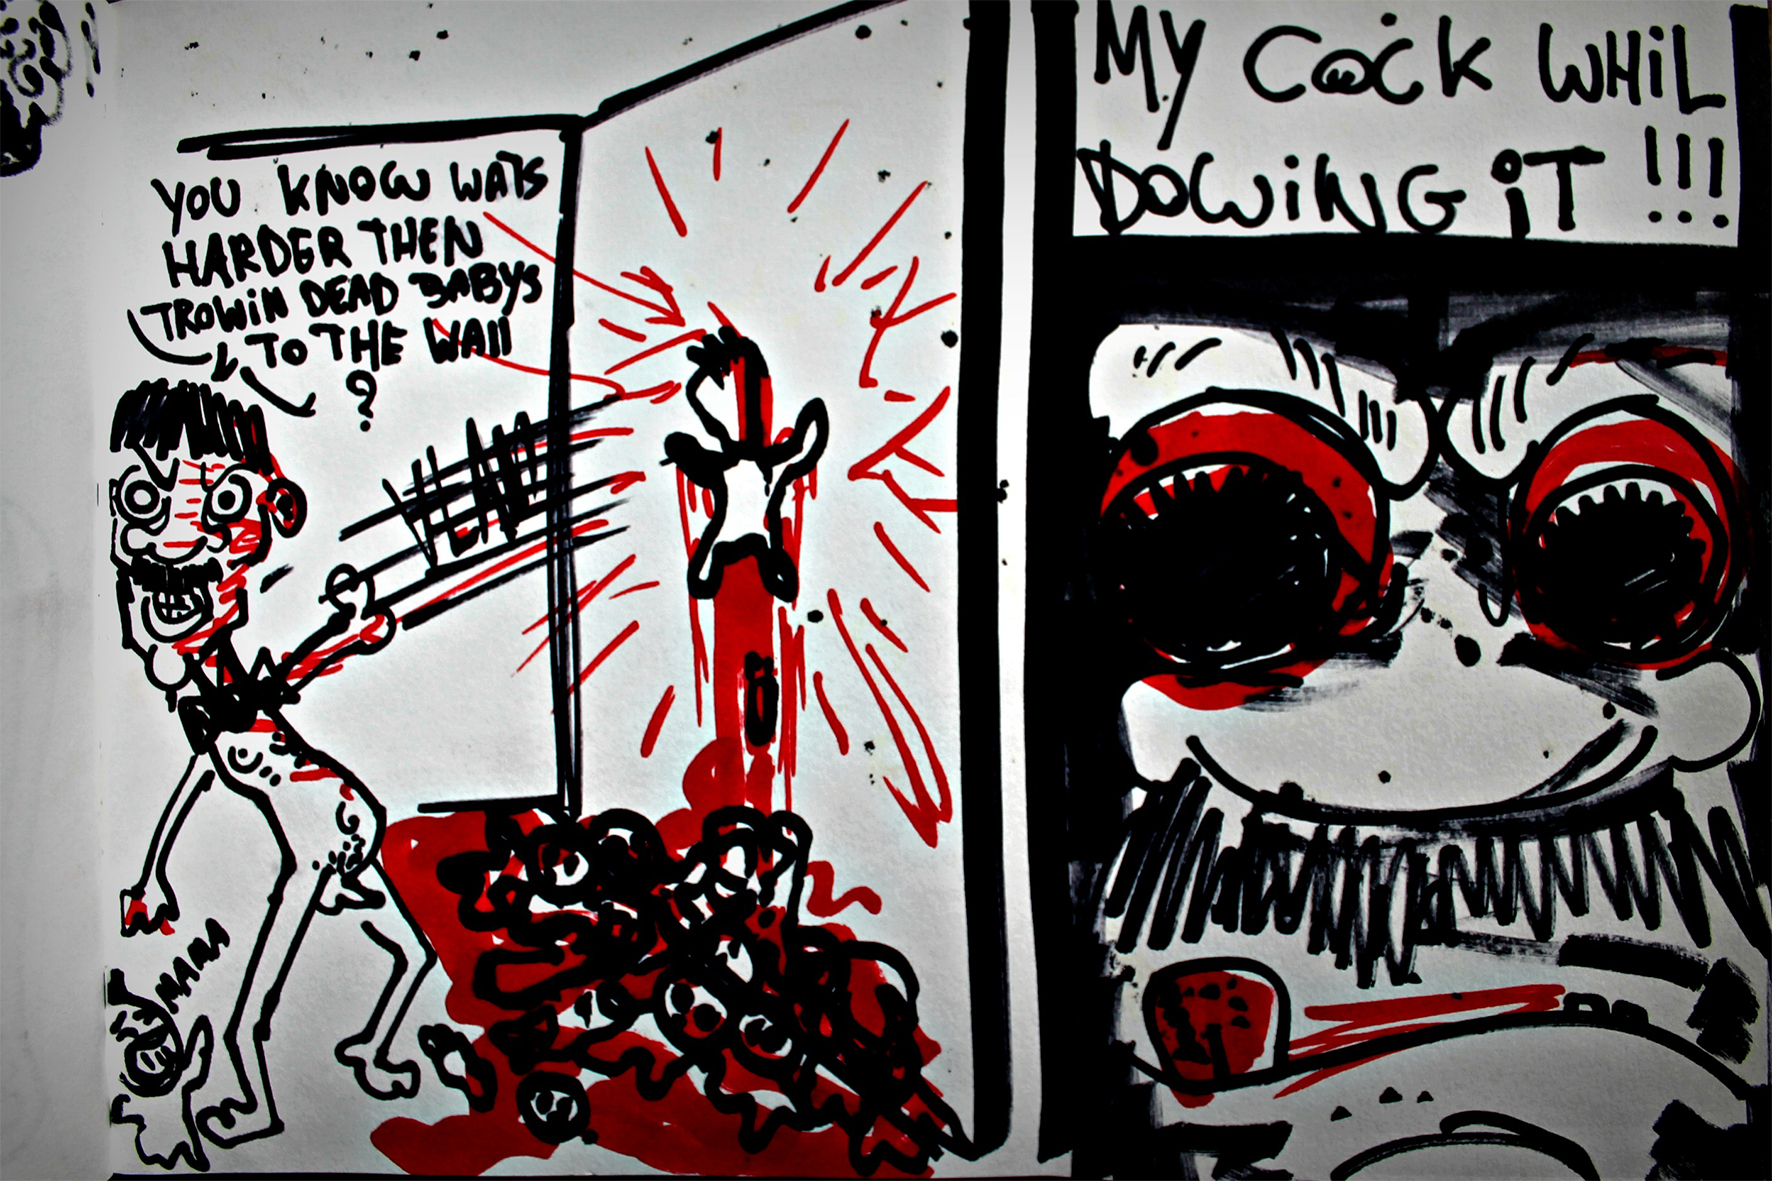 YOU KNOW WATS
HARDER THEN
TROWIN DEAD BABYS
TO THE WAll
?
MAMA
MY COCK WHIL
DOWING IT !!!